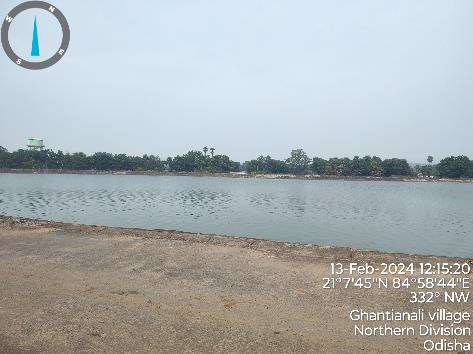 N
W
E
S
13-Feb-2024 12:15:20
21°7'45"N 84°58'44"E
332° NW
Ghantianali village
Northern Division
Odisha